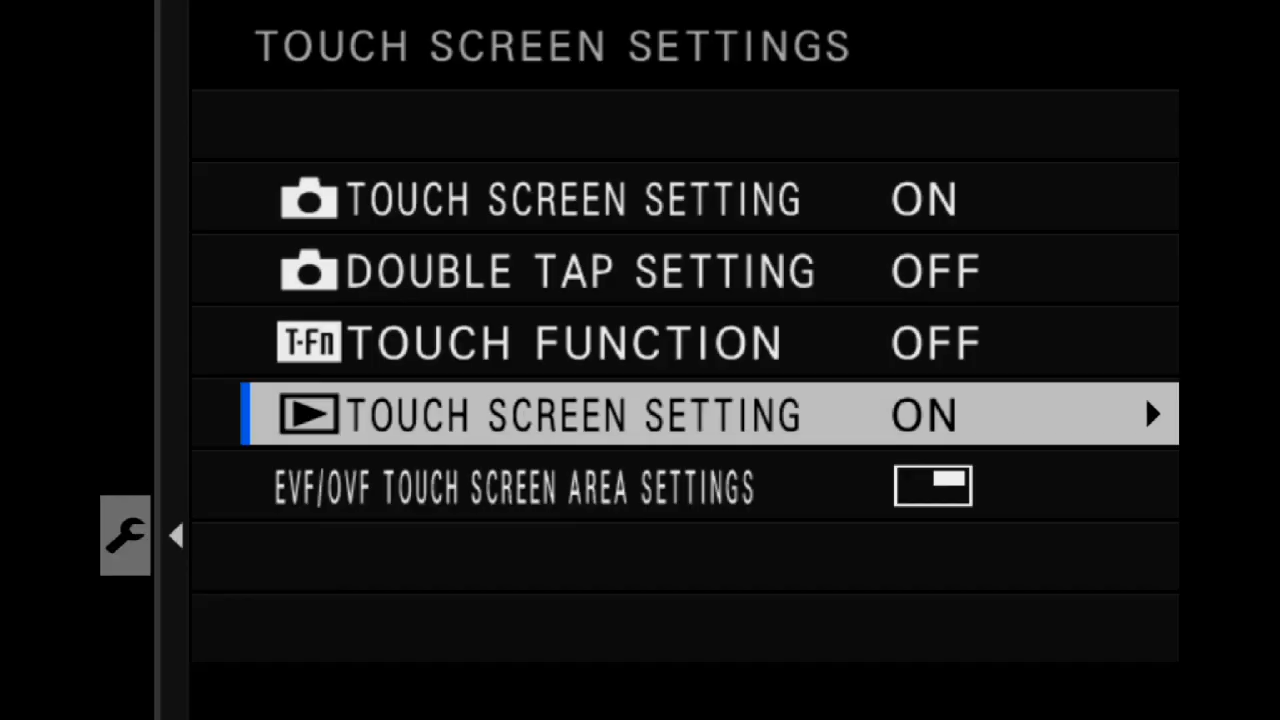 TOUCH SCREEN SETTINGS
TOUCH SCREEN SETTING ON
DOUBLE TAP SETTING OFF
T-Fn TOUCH FUNCTION OFF
TOUCH SCREEN SETTING ON
EVF/OVF TOUCH SCREEN AREA SETTINGS